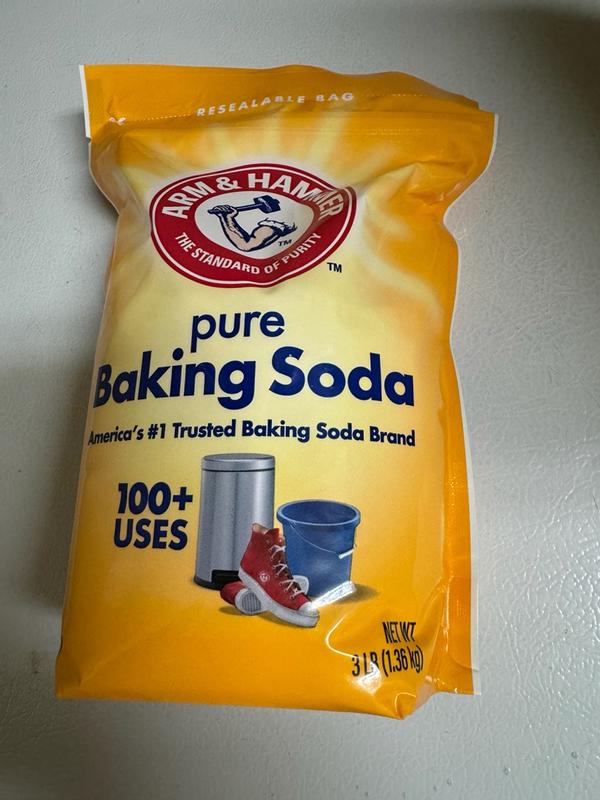 RESEALABLE BAG
ARM & HAMMER
THE STANDARD OF PURITY
TM
TM
pure
Baking Soda
America's #1 Trusted Baking Soda Brand
100+
USES
NET WT
3 LB (1.36 kg)